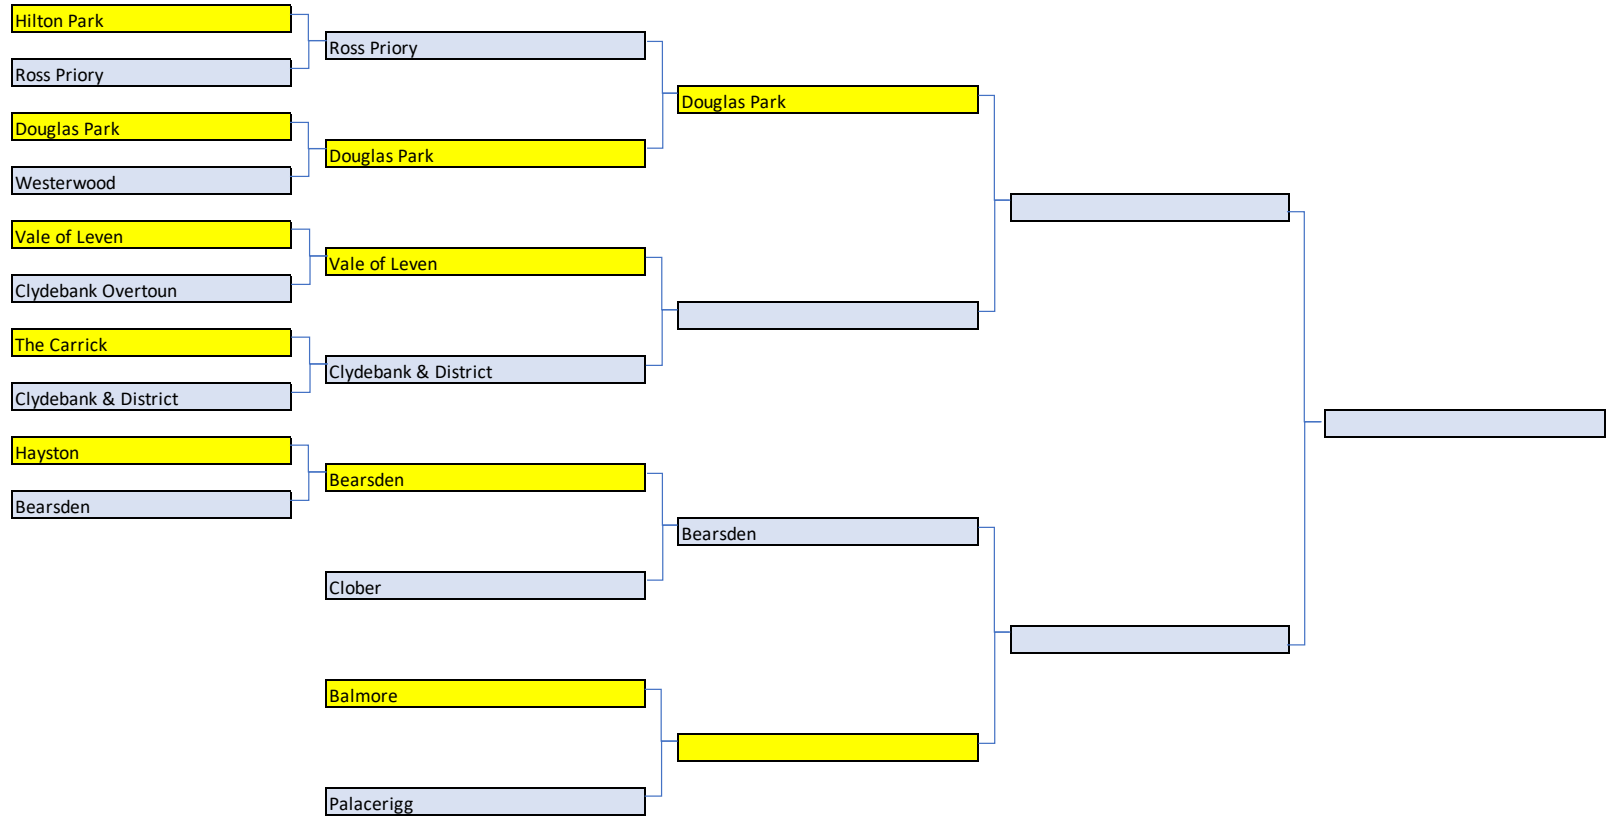 Hilton Park
Ross Priory
Douglas Park
Westerwood
Vale of Leven
Clydebank Overtoun
The Carrick
Clydebank & District
Hayston
Bearsden
Ross Priory
Douglas Park
Vale of Leven
Clydebank & District
Bearsden
Clober
Balmore
Palacerigg
Douglas Park
Bearsden